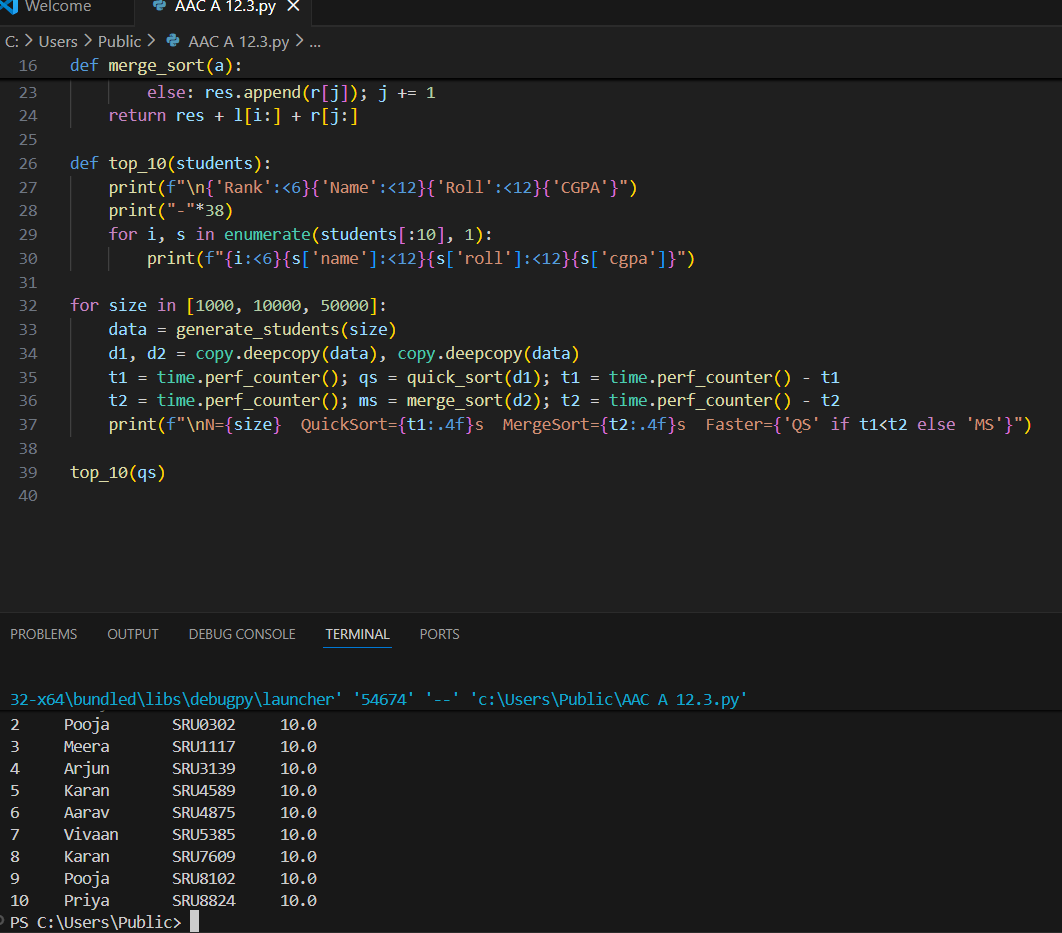 Welcome
AAC A 12.3.py
C: > Users > Public > AAC A 12.3.py > ...
16 def merge_sort(a):
23 else: res.append(r[j]); j += 1
24 return res + l[i:] + r[j:]
25
26 def top_10(students):
27 print(f"\n{'Rank':<6}{'Name':<12}{'Roll':<12}{'CGPA'}")
28 print("-"*38)
29 for i, s in enumerate(students[:10], 1):
30 print(f"{i:<6}{s['name']:<12}{s['roll']:<12}{s['cgpa']}")
31
32 for size in [1000, 10000, 50000]:
33 data = generate_students(size)
34 d1, d2 = copy.deepcopy(data), copy.deepcopy(data)
35 t1 = time.perf_counter(); qs = quick_sort(d1); t1 = time.perf_counter() - t1
36 t2 = time.perf_counter(); ms = merge_sort(d2); t2 = time.perf_counter() - t2
37 print(f"\nN={size}  QuickSort={t1:.4f}s  MergeSort={t2:.4f}s  Faster={'QS' if t1<t2 else 'MS'}")
38
39 top_10(qs)
40
PROBLEMS OUTPUT DEBUG CONSOLE TERMINAL PORTS
32-x64\bundled\libs\debugpy\launcher' '54674' '--' 'c:\Users\Public\AAC A 12.3.py'
2 Pooja SRU0302 10.0
3 Meera SRU1117 10.0
4 Arjun SRU3139 10.0
5 Karan SRU4589 10.0
6 Aarav SRU4875 10.0
7 Vivaan SRU5385 10.0
8 Karan SRU7609 10.0
9 Pooja SRU8102 10.0
10 Priya SRU8824 10.0
PS C:\Users\Public>